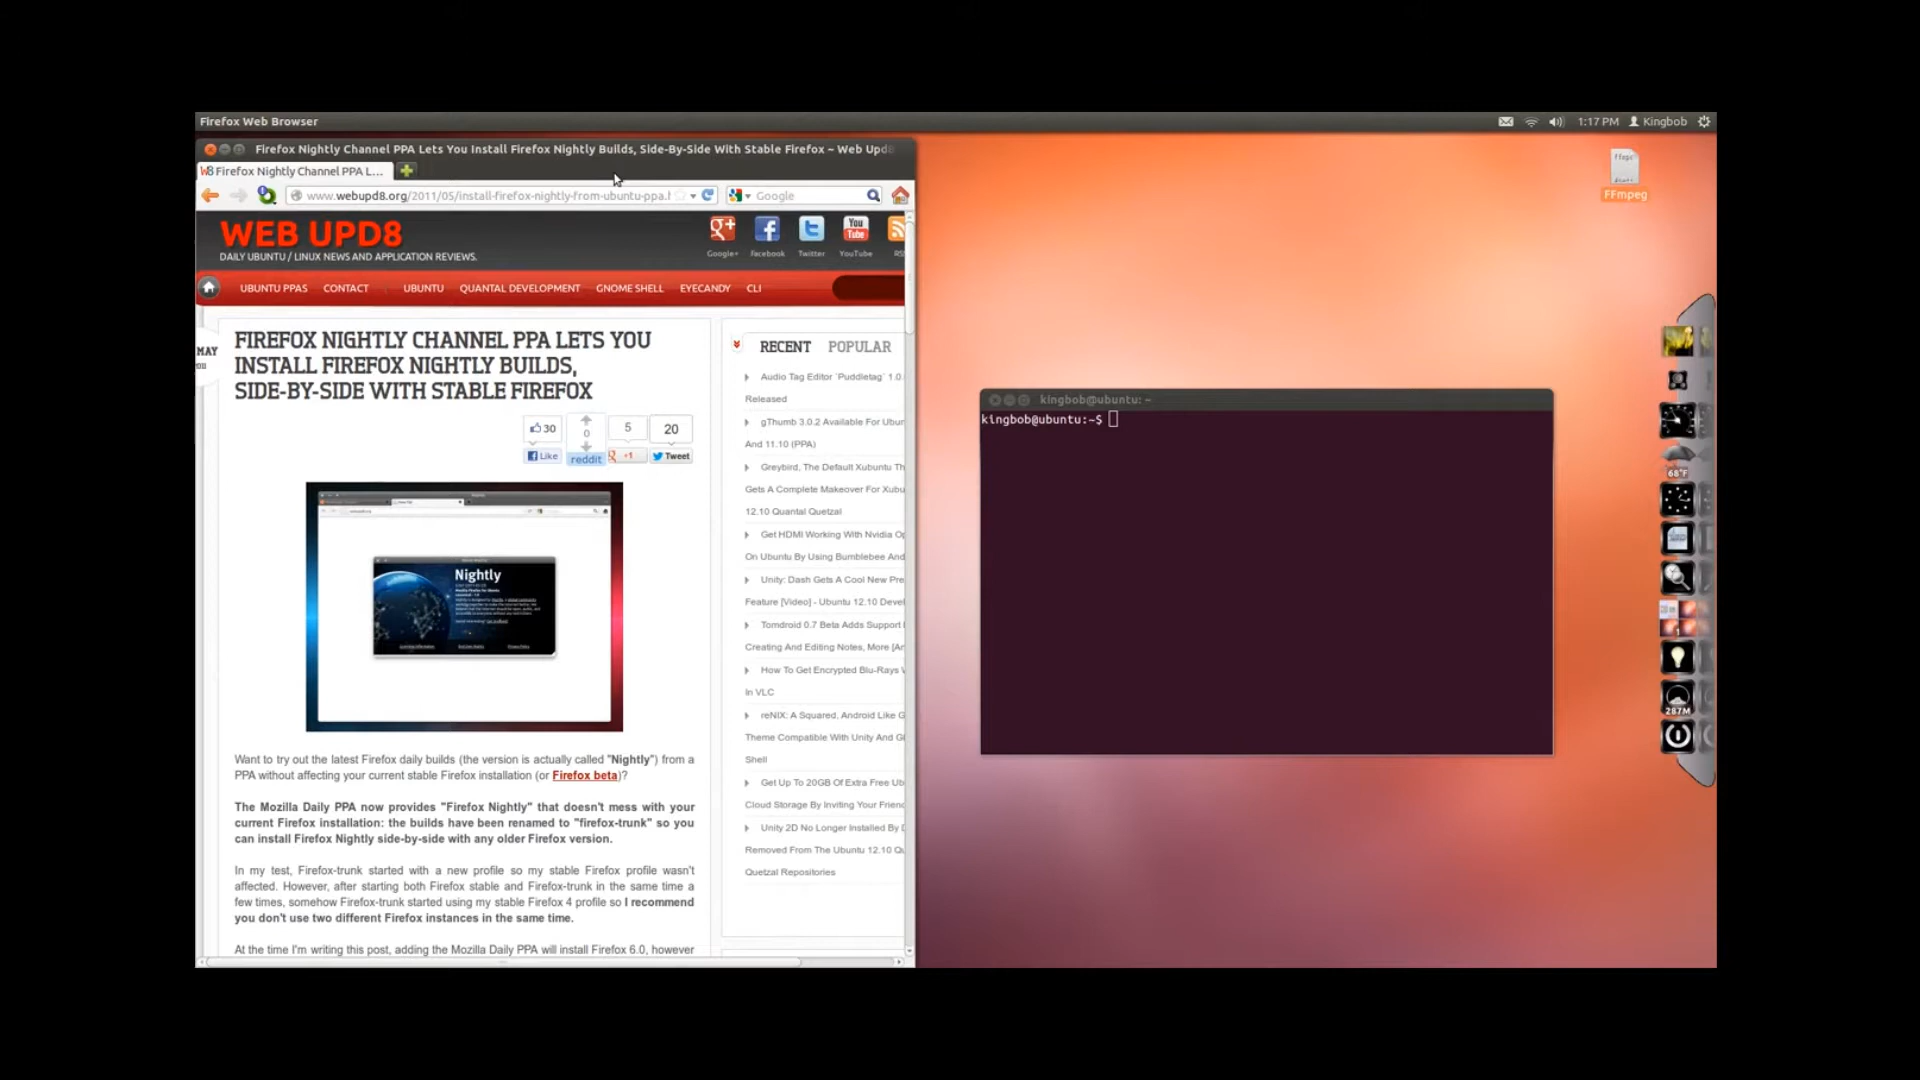 Firefox Web Browser
1:17 PM Kingbob
Firefox Nightly Channel PPA Lets You Install Firefox Nightly Builds, Side-By-Side With Stable Firefox ~ Web Upd8
W8 Firefox Nightly Channel PPA L...
www.webupd8.org/2011/05/install-firefox-nightly-from-ubuntu-ppa.h
Google
WEB UPD8
DAILY UBUNTU / LINUX NEWS AND APPLICATION REVIEWS.
Google+ Facebook Twitter YouTube RSS
UBUNTU PPAS CONTACT UBUNTU QUANTAL DEVELOPMENT GNOME SHELL EYECANDY CLI
MAY
FIREFOX NIGHTLY CHANNEL PPA LETS YOU
INSTALL FIREFOX NIGHTLY BUILDS,
SIDE-BY-SIDE WITH STABLE FIREFOX
30 0 5 20
Like reddit +1 Tweet
Nightly
Want to try out the latest Firefox daily builds (the version is actually called "Nightly") from a
PPA without affecting your current stable Firefox installation (or Firefox beta)?
The Mozilla Daily PPA now provides "Firefox Nightly" that doesn't mess with your
current Firefox installation: the builds have been renamed to "firefox-trunk" so you
can install Firefox Nightly side-by-side with any older Firefox version.
In my test, Firefox-trunk started with a new profile so my stable Firefox profile wasn't
affected. However, after starting both Firefox stable and Firefox-trunk in the same time a
few times, somehow Firefox-trunk started using my stable Firefox 4 profile so I recommend
you don't use two different Firefox instances in the same time.
At the time I'm writing this post, adding the Mozilla Daily PPA will install Firefox 6.0, however
RECENT POPULAR
Audio Tag Editor `Puddletag` 1.0.
Released
gThumb 3.0.2 Available For Ubun
And 11.10 (PPA)
Greybird, The Default Xubuntu Th
Gets A Complete Makeover For Xubu
12.10 Quantal Quetzal
Get HDMI Working With Nvidia Op
On Ubuntu By Using Bumblebee And
Unity: Dash Gets A Cool New Pre
Feature [Video] - Ubuntu 12.10 Devel
Tomdroid 0.7 Beta Adds Support
Creating And Editing Notes, More [An
How To Get Encrypted Blu-Rays W
In VLC
reNIX: A Squared, Android Like G
Theme Compatible With Unity And G
Shell
Get Up To 20GB Of Extra Free Ub
Cloud Storage By Inviting Your Friend
Unity 2D No Longer Installed By D
Removed From The Ubuntu 12.10 Qu
Quetzal Repositories
kingbob@ubuntu: ~
kingbob@ubuntu:~$
FFmpeg
68°F
287M